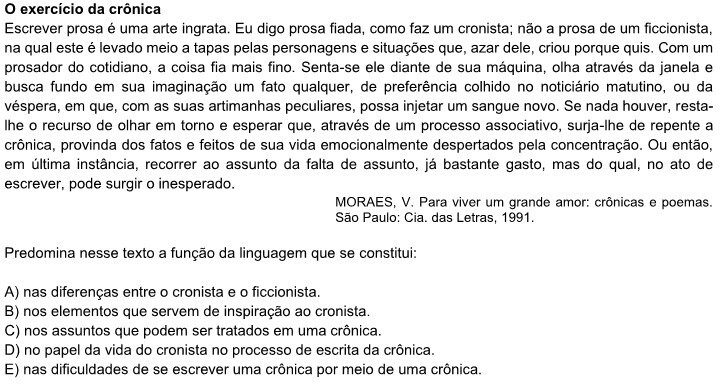 O exercício da crônica
Escrever prosa é uma arte ingrata. Eu digo prosa fiada, como faz um cronista; não a prosa de um ficcionista,
na qual este é levado meio a tapas pelas personagens e situações que, azar dele, criou porque quis. Com um
prosador do cotidiano, a coisa fia mais fino. Senta-se ele diante de sua máquina, olha através da janela e
busca fundo em sua imaginação um fato qualquer, de preferência colhido no noticiário matutino, ou da
véspera, em que, com as suas artimanhas peculiares, possa injetar um sangue novo. Se nada houver, resta-
lhe o recurso de olhar em torno e esperar que, através de um processo associativo, surja-lhe de repente a
crônica, provinda dos fatos e feitos de sua vida emocionalmente despertados pela concentração. Ou então,
em última instância, recorrer ao assunto da falta de assunto, já bastante gasto, mas do qual, no ato de
escrever, pode surgir o inesperado.
MORAES, V. Para viver um grande amor: crônicas e poemas.
São Paulo: Cia. das Letras, 1991.
Predomina nesse texto a função da linguagem que se constitui:
A) nas diferenças entre o cronista e o ficcionista.
B) nos elementos que servem de inspiração ao cronista.
C) nos assuntos que podem ser tratados em uma crônica.
D) no papel da vida do cronista no processo de escrita da crônica.
E) nas dificuldades de se escrever uma crônica por meio de uma crônica.